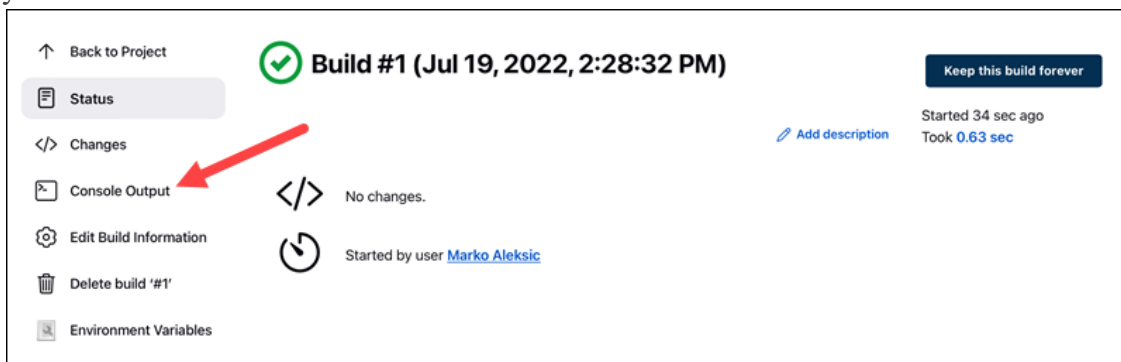 Back to Project
Status
Changes
Console Output
Edit Build Information
Delete build '#1'
Environment Variables
Build #1 (Jul 19, 2022, 2:28:32 PM)
Keep this build forever
Started 34 sec ago
Took 0.63 sec
Add description
No changes.
Started by user Marko Aleksic